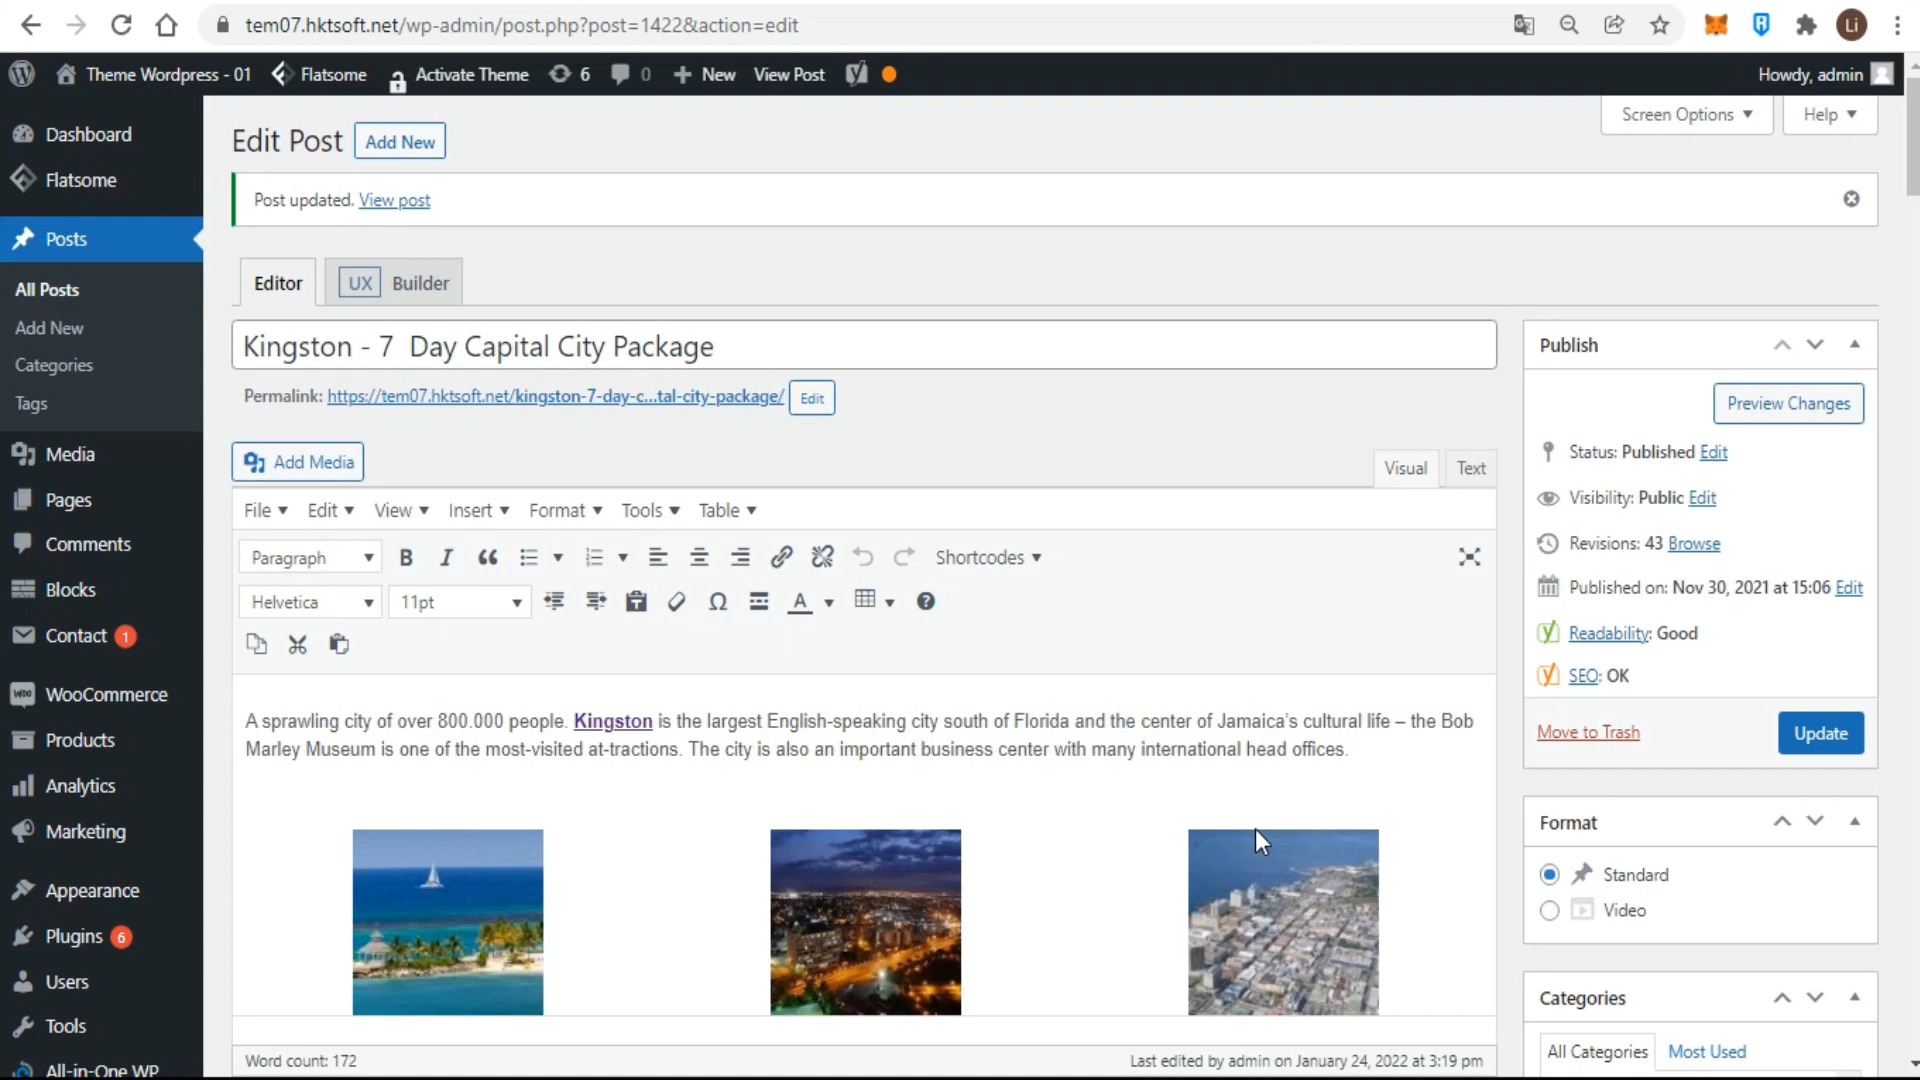 tem07.hktsoft.net/wp-admin/post.php?post=1422&action=edit
Li
Theme Wordpress - 01
Flatsome
Activate Theme
6
0
New
View Post
Howdy, admin
Dashboard
Flatsome
Posts
All Posts
Add New
Categories
Tags
Media
Pages
Comments
Blocks
Contact 1
WooCommerce
Products
Analytics
Marketing
Appearance
Plugins 6
Users
Tools
All-in-One WP
Screen Options
Help
Edit Post
Add New
Post updated. View post
Editor
UX Builder
Kingston - 7 Day Capital City Package
Permalink: https://tem07.hktsoft.net/kingston-7-day-c...tal-city-package/ Edit
Add Media
Visual
Text
File
Edit
View
Insert
Format
Tools
Table
Paragraph
B
I
Shortcodes
Helvetica
11pt
Ω
A
A sprawling city of over 800.000 people. Kingston is the largest English-speaking city south of Florida and the center of Jamaica's cultural life – the Bob
Marley Museum is one of the most-visited at-tractions. The city is also an important business center with many international head offices.
Word count: 172
Last edited by admin on January 24, 2022 at 3:19 pm
Publish
Preview Changes
Status: Published Edit
Visibility: Public Edit
Revisions: 43 Browse
Published on: Nov 30, 2021 at 15:06 Edit
Readability: Good
SEO: OK
Move to Trash
Update
Format
Standard
Video
Categories
All Categories
Most Used